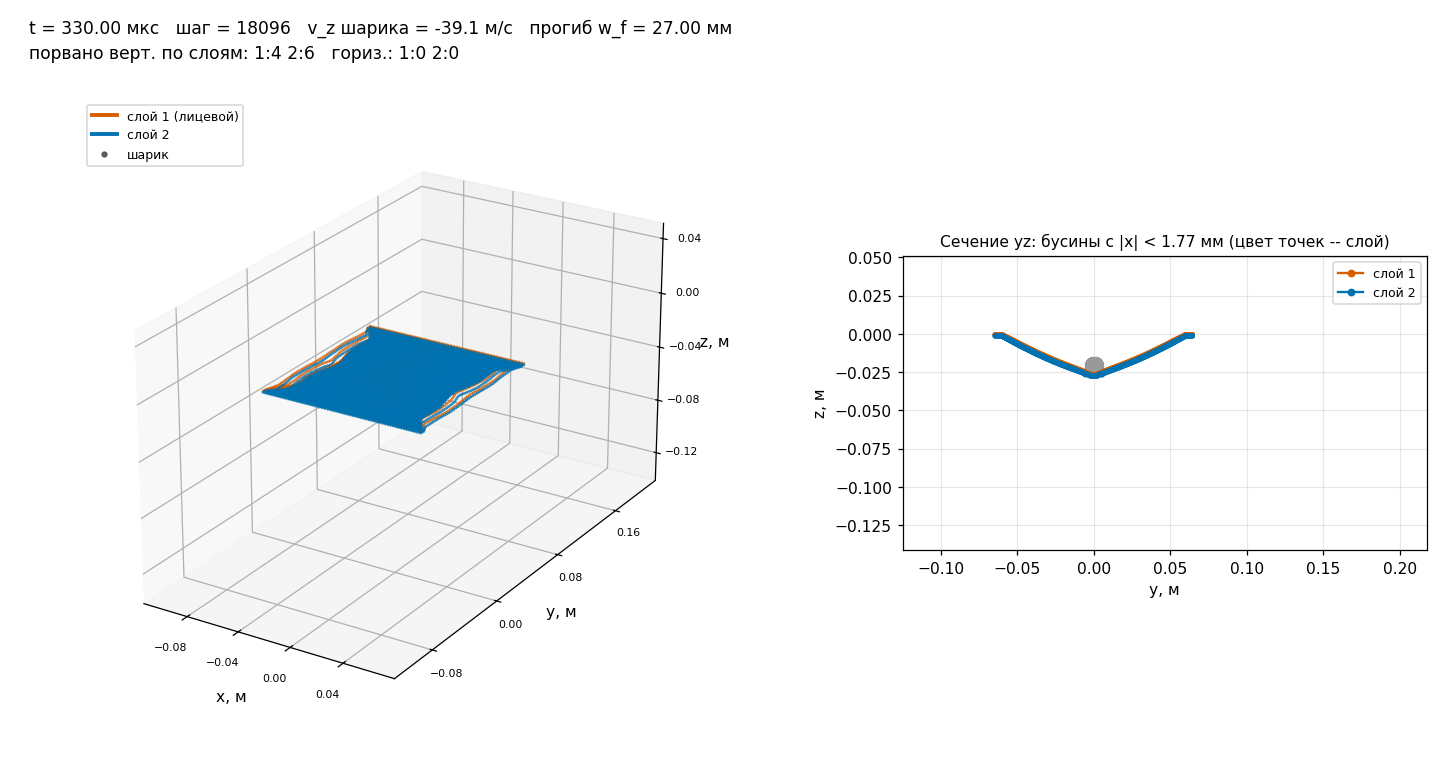 t = 330.00 мкс   шаг = 18096   v_z шарика = -39.1 м/с   прогиб w_f = 27.00 мм
порвано верт. по слоям: 1:4 2:6   гориз.: 1:0 2:0
слой 1 (лицевой)
слой 2
шарик
0.04
0.00
−0.04
z, м
−0.08
−0.12
0.16
0.08
y, м
0.00
−0.08
−0.08
−0.04
0.00
0.04
x, м
Сечение yz: бусины с |x| < 1.77 мм (цвет точек -- слой)
слой 1
слой 2
0.050
0.025
0.000
−0.025
−0.050
−0.075
−0.100
−0.125
z, м
−0.10
−0.05
0.00
0.05
0.10
0.15
0.20
y, м